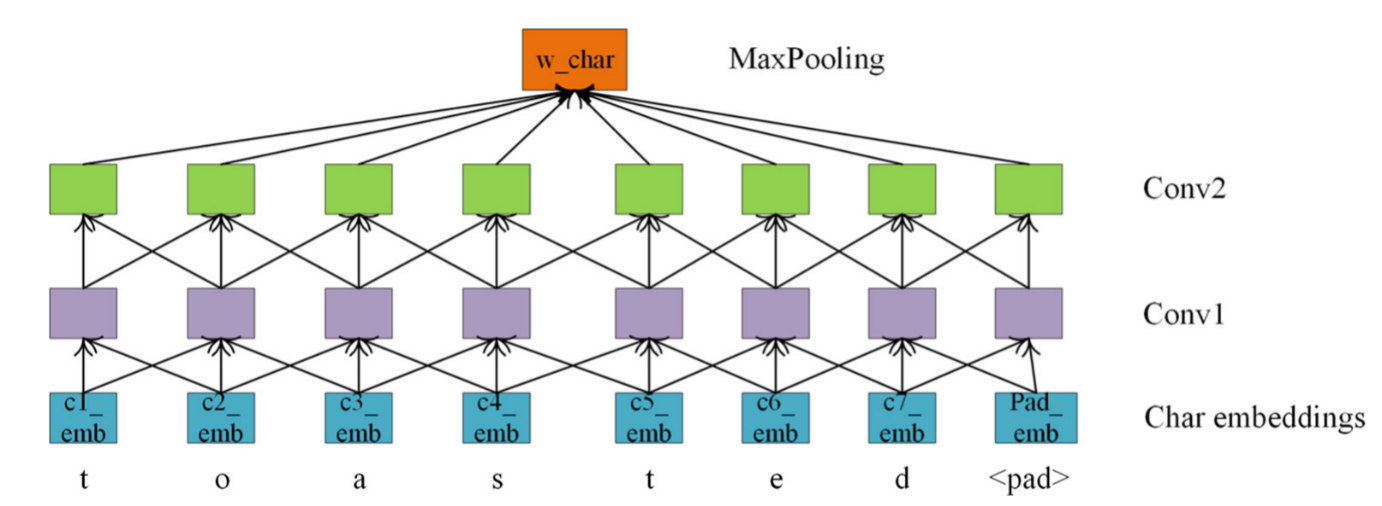 w_char
MaxPooling
Conv2
Conv1
c1_
emb
c2_
emb
c3_
emb
c4_
emb
c5_
emb
c6_
emb
c7_
emb
Pad_
emb
Char embeddings
t
o
a
s
t
e
d
<pad>